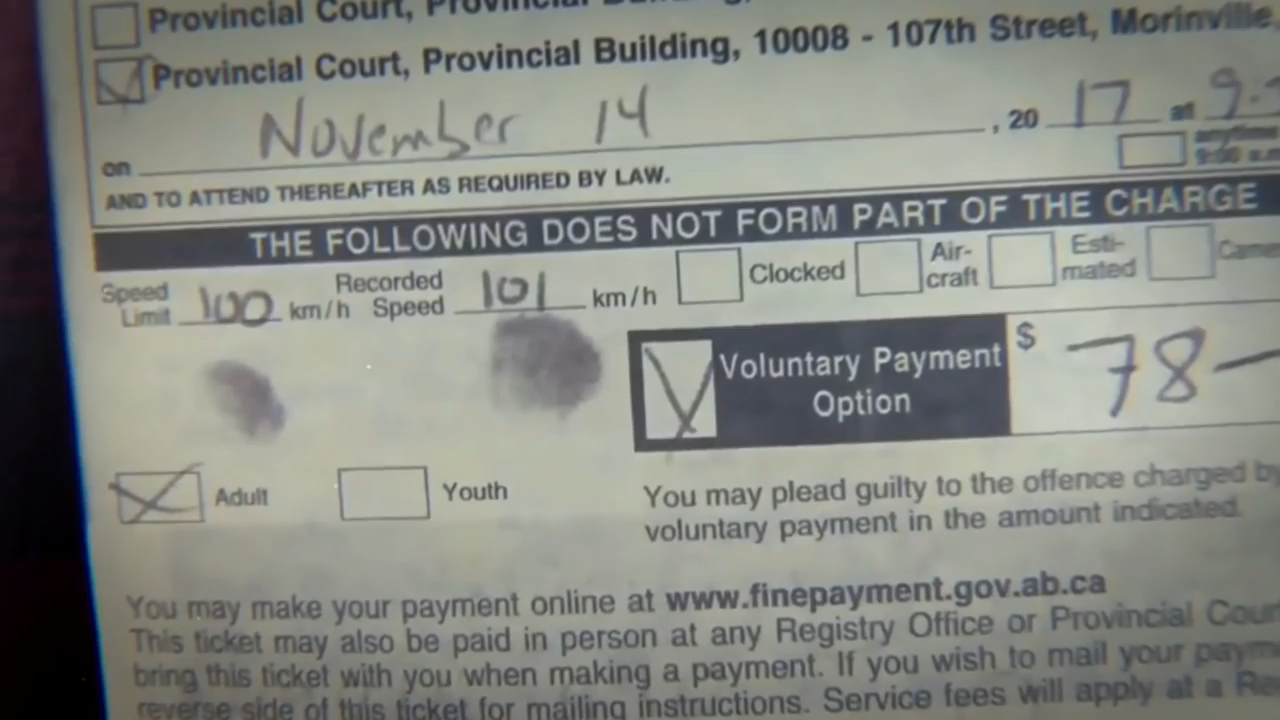 Provincial Court, Provincial Building,
Provincial Court, Provincial Building, 10008 - 107th Street, Morinville,
on November 14, 20 17 at
AND TO ATTEND THEREAFTER AS REQUIRED BY LAW.
THE FOLLOWING DOES NOT FORM PART OF THE CHARGE
Speed Limit 100 km/h Recorded Speed 101 km/h Clocked Air-craft Esti-mated
Voluntary Payment Option $ 78-
Adult Youth
You may plead guilty to the offence charged by
voluntary payment in the amount indicated.
You may make your payment online at www.finepayment.gov.ab.ca
This ticket may also be paid in person at any Registry Office or Provincial
bring this ticket with you when making a payment. If you wish to mail your
reverse side of this ticket for mailing instructions. Service fees will apply at a